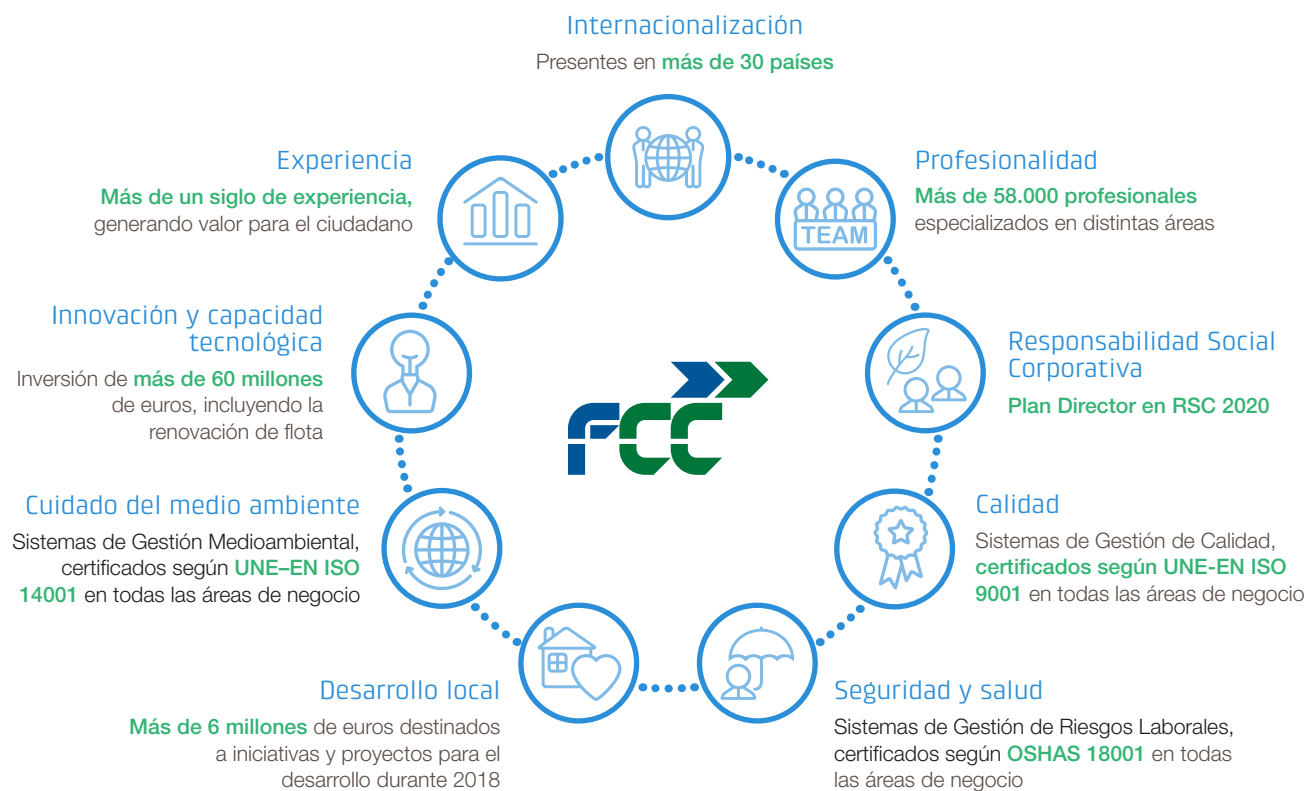 Internacionalización
Presentes en más de 30 países
Experiencia
Más de un siglo de experiencia,
generando valor para el ciudadano
Profesionalidad
Más de 58.000 profesionales
especializados en distintas áreas
TEAM
Innovación y capacidad
tecnológica
Inversión de más de 60 millones
de euros, incluyendo la
renovación de flota
Responsabilidad Social
Corporativa
Plan Director en RSC 2020
FCC
Cuidado del medio ambiente
Sistemas de Gestión Medioambiental,
certificados según UNE–EN ISO
14001 en todas las áreas de negocio
Calidad
Sistemas de Gestión de Calidad,
certificados según UNE-EN ISO
9001 en todas las áreas de negocio
Desarrollo local
Más de 6 millones de euros destinados
a iniciativas y proyectos para el
desarrollo durante 2018
Seguridad y salud
Sistemas de Gestión de Riesgos Laborales,
certificados según OSHAS 18001 en todas
las áreas de negocio